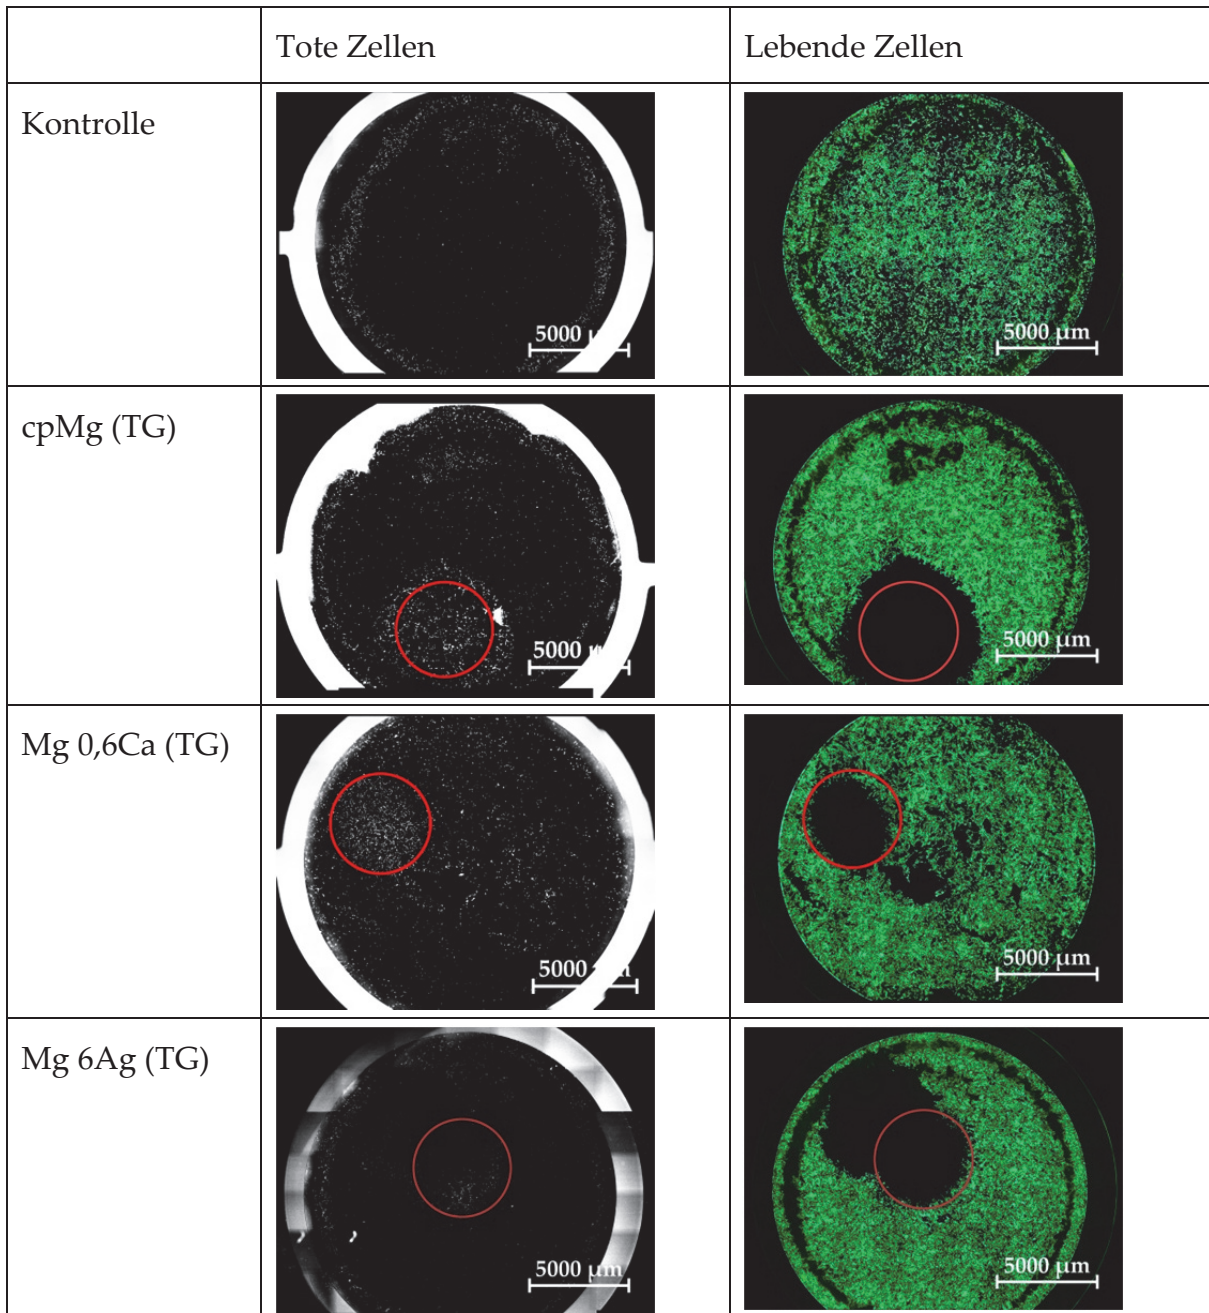 Tote Zellen
Lebende Zellen
Kontrolle
5000 µ
5000 µm
cpMg (TG)
5000 µm
5000 µm
Mg 0,6Ca (TG)
5000 m
5000 µm
Mg 6Ag (TG)
5000 µm
5000 µm